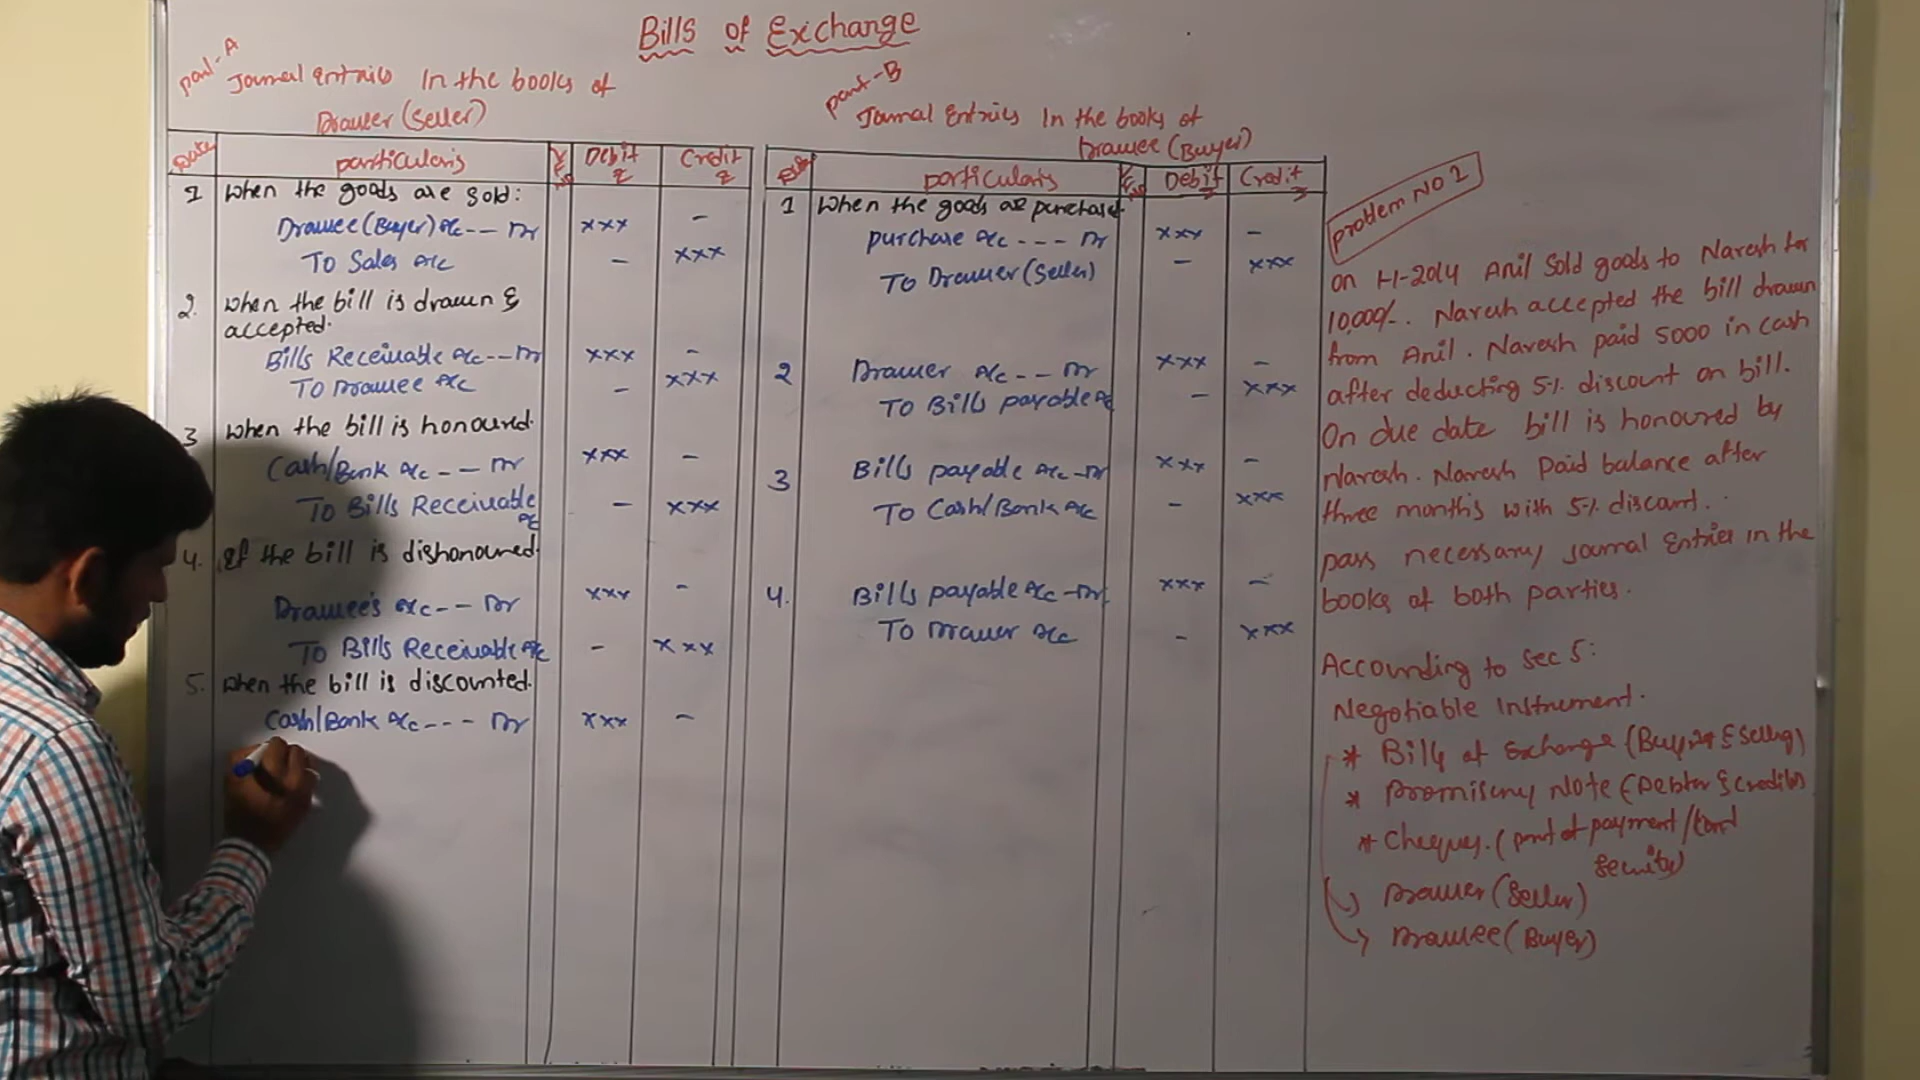 Bills of Exchange
part-A
Journal Entries In the books of
Drawer (Seller)
Date particulars Debit ₹ Credit ₹
1 When the goods are sold:
Drawee (Buyer) A/c -- Dr xxx -
To Sales A/c - xxx
2. When the bill is drawn &
accepted.
Bills Receivable A/c -- Dr xxx -
To Drawee A/c - xxx
3 When the bill is honoured.
Cash/Bank A/c -- Dr xxx -
To Bills Receivable - xxx
A/c
4. If the bill is dishonoured
Drawee's A/c -- Dr xxx -
To Bills Receivable A/c - xxx
5. When the bill is discounted.
Cash/Bank A/c --- Dr xxx -
part-B
Journal Entries In the books of
Drawee (Buyer)
particulars Debit Credit
1 When the goods are purchased
purchase A/c --- Dr xxx -
To Drawer (Seller) - xxx
2 Drawer A/c -- Dr xxx -
To Bills payable A/c - xxx
3 Bills payable A/c - Dr xxx -
To Cash/Bank A/c - xxx
4. Bills payable A/c - Dr xxx -
To Drawer A/c - xxx
problem NO 1
on 1-1-2014 Anil Sold goods to Naresh for
10,000/-. Naresh accepted the bill drawn
from Anil. Naresh paid 5000 in cash
after deducting 5% discount on bill.
On due date bill is honoured by
Naresh. Naresh paid balance after
three months with 5% discount.
pass necessary Journal Entries in the
books of both parties.
According to Sec 5:
Negotiable Instrument.
* Bills of Exchange (Buying & Selling)
* Promissory Note (Debtor & Creditor)
* Cheques. (part of payment/
Security)
→ Drawer (Seller)
→ Drawee (Buyer)